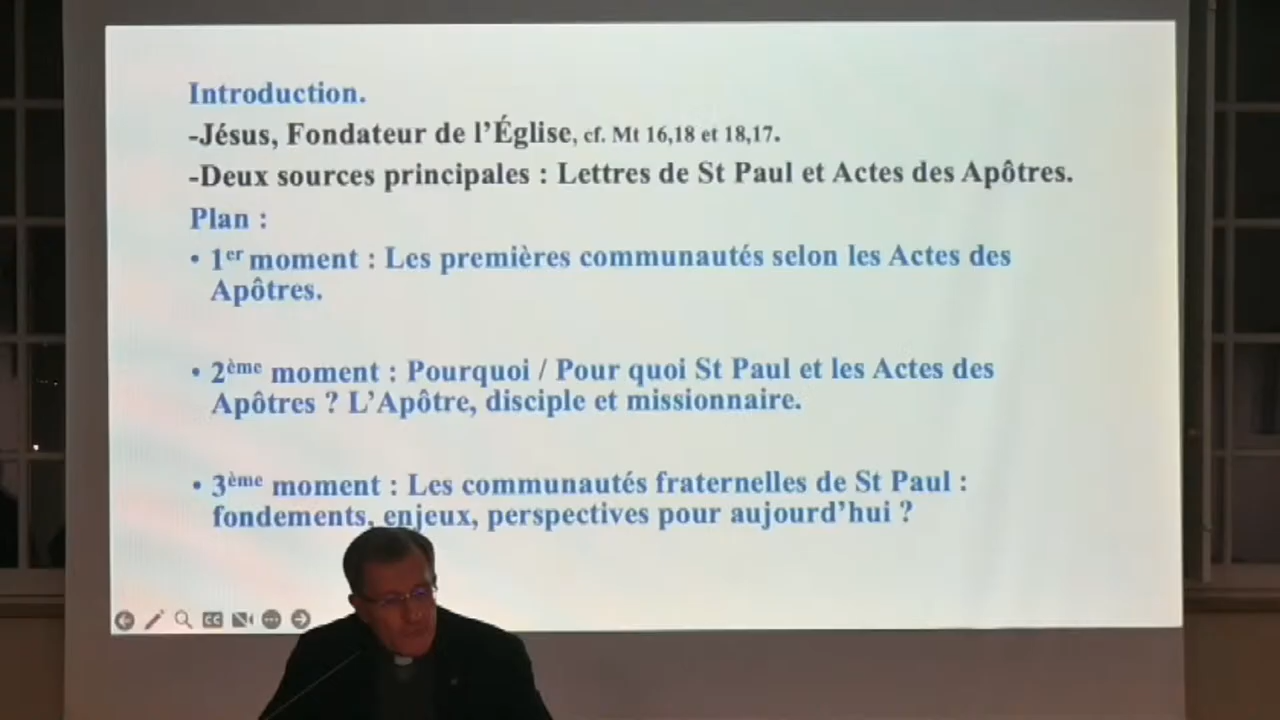 Introduction.
-Jésus, Fondateur de l’Église, cf. Mt 16,18 et 18,17.
-Deux sources principales : Lettres de St Paul et Actes des Apôtres.
Plan :
• 1er moment : Les premières communautés selon les Actes des
Apôtres.
• 2ème moment : Pourquoi / Pour quoi St Paul et les Actes des
Apôtres ? L’Apôtre, disciple et missionnaire.
• 3ème moment : Les communautés fraternelles de St Paul :
fondements, enjeux, perspectives pour aujourd’hui ?
CC